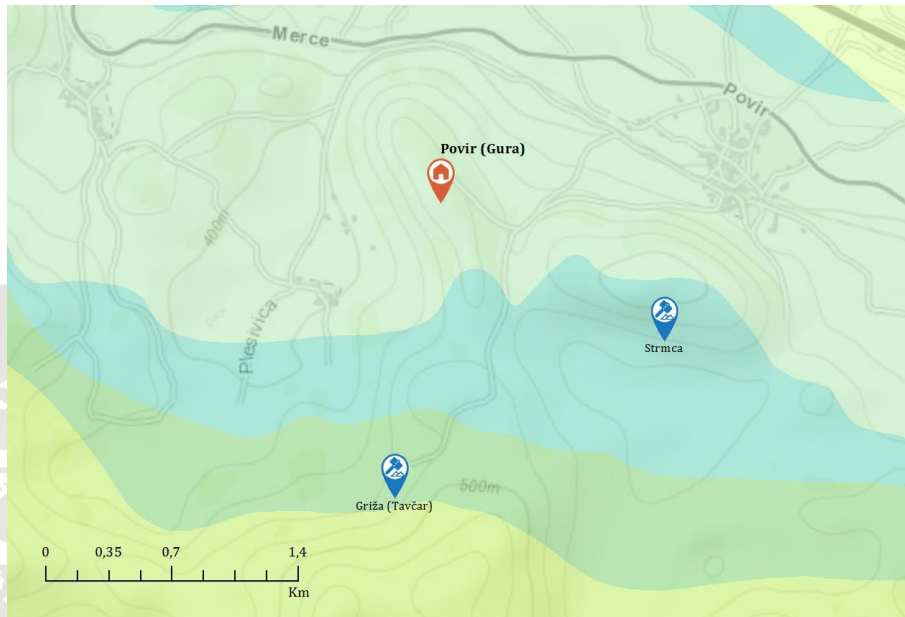 Merce
Povir
Povir (Gura)
400m
Plesivica
Strmca
500m
Griža (Tavčar)
0 0,35 0,7 1,4
Km